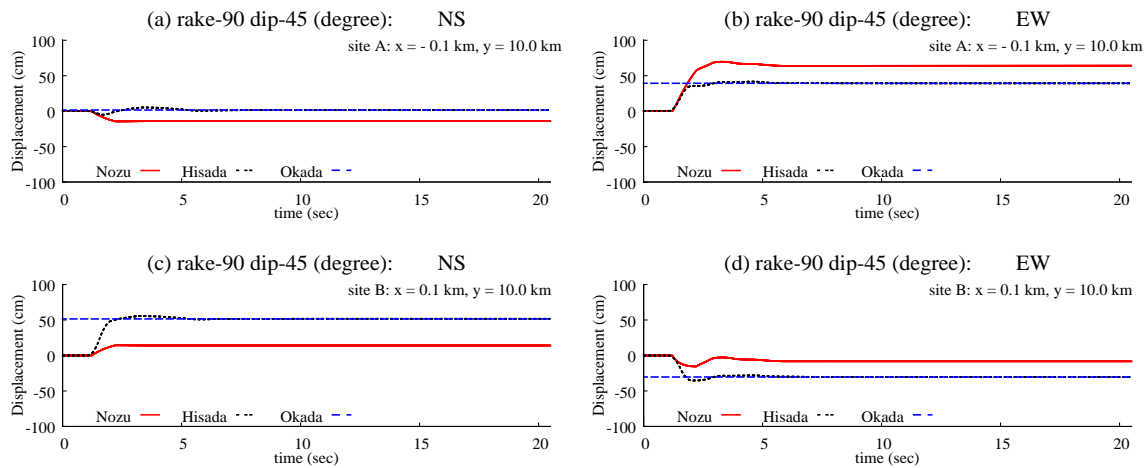 (a) rake-90 dip-45 (degree): NS
site A: x = - 0.1 km, y = 10.0 km
Displacement (cm)
100
50
0
-50
-100
Nozu Hisada Okada
0 5 10 15 20
time (sec)
(b) rake-90 dip-45 (degree): EW
site A: x = - 0.1 km, y = 10.0 km
Displacement (cm)
100
50
0
-50
-100
Nozu Hisada Okada
0 5 10 15 20
time (sec)
(c) rake-90 dip-45 (degree): NS
site B: x = 0.1 km, y = 10.0 km
Displacement (cm)
100
50
0
-50
-100
Nozu Hisada Okada
0 5 10 15 20
time (sec)
(d) rake-90 dip-45 (degree): EW
site B: x = 0.1 km, y = 10.0 km
Displacement (cm)
100
50
0
-50
-100
Nozu Hisada Okada
0 5 10 15 20
time (sec)